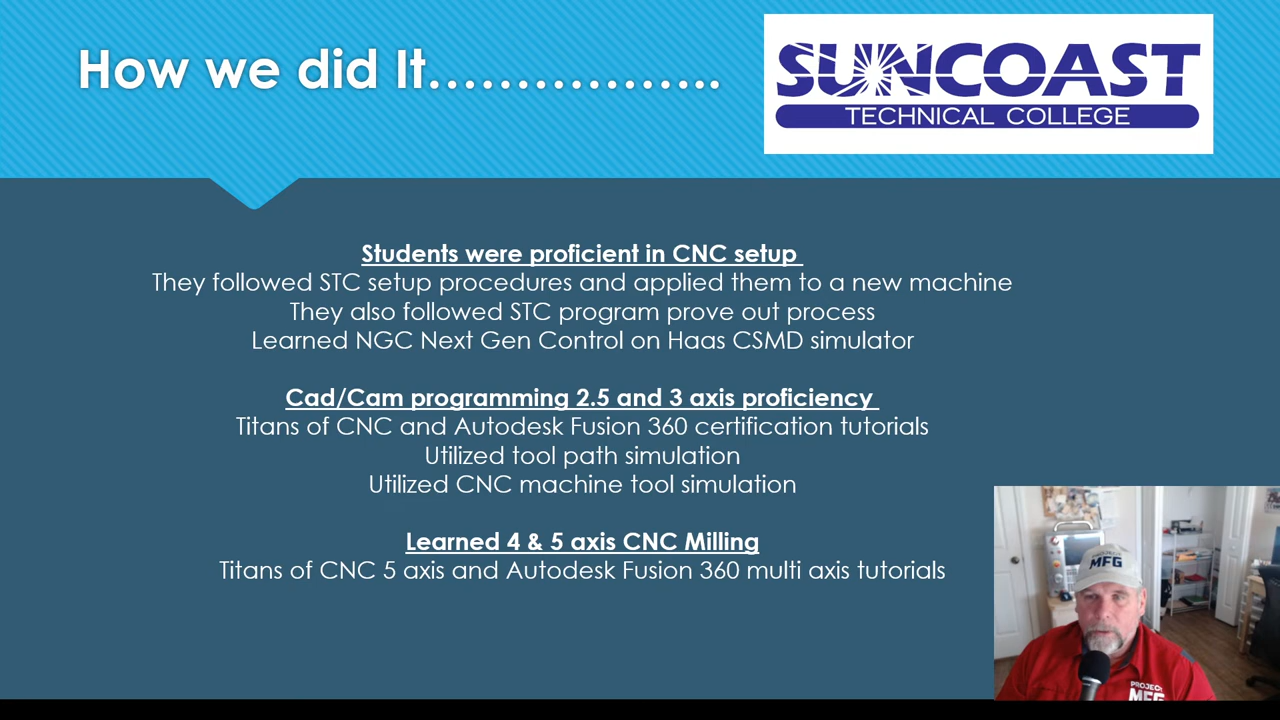 How we did It……………..
SUNCOAST
TECHNICAL COLLEGE
Students were proficient in CNC setup
They followed STC setup procedures and applied them to a new machine
They also followed STC program prove out process
Learned NGC Next Gen Control on Haas CSMD simulator
Cad/Cam programming 2.5 and 3 axis proficiency
Titans of CNC and Autodesk Fusion 360 certification tutorials
Utilized tool path simulation
Utilized CNC machine tool simulation
Learned 4 & 5 axis CNC Milling
Titans of CNC 5 axis and Autodesk Fusion 360 multi axis tutorials
PROJECT
MFG
PROJECT
MFG